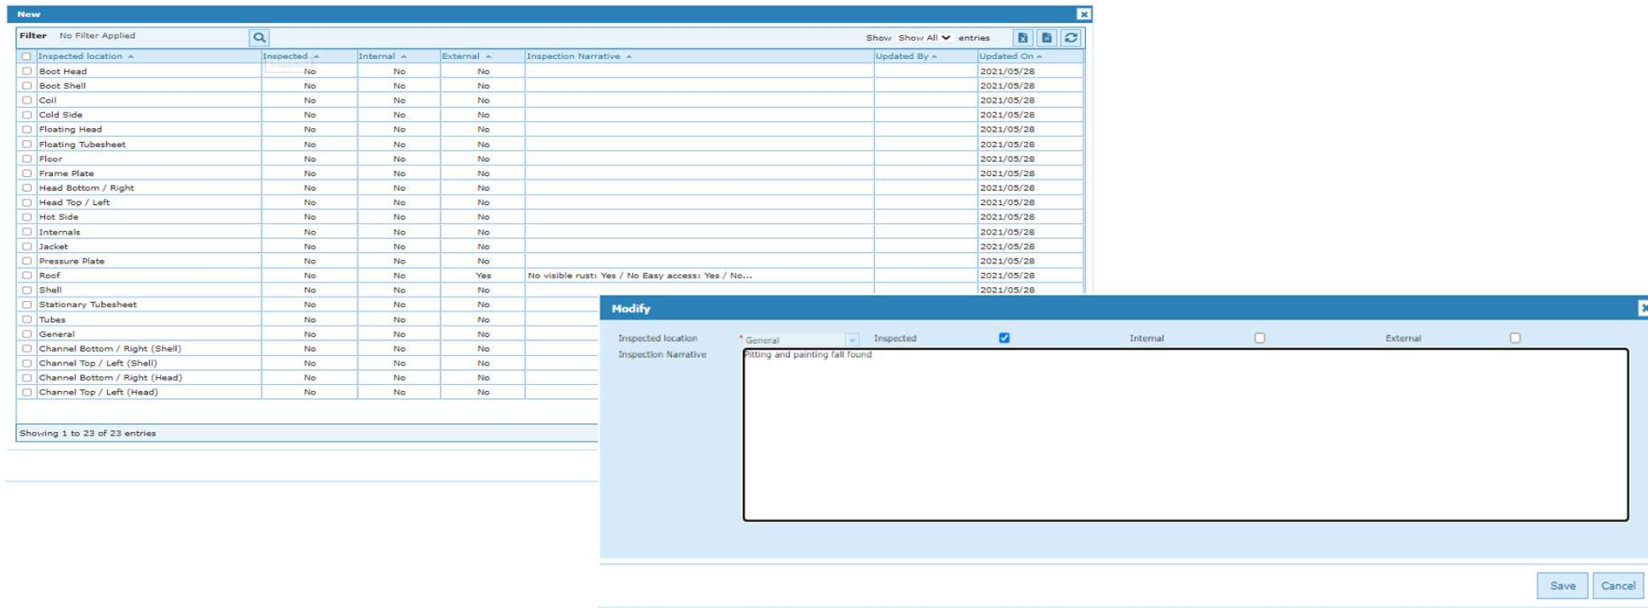 New
Filter No Filter Applied Show Show All entries
Inspected location Inspected Internal External Inspection Narrative Updated By Updated On
Boot Head No No No 2021/05/28
Boot Shell No No No 2021/05/28
Coil No No No 2021/05/28
Cold Side No No No 2021/05/28
Floating Head No No No 2021/05/28
Floating Tubesheet No No No 2021/05/28
Floor No No No 2021/05/28
Frame Plate No No No 2021/05/28
Head Bottom / Right No No No 2021/05/28
Head Top / Left No No No 2021/05/28
Hot Side No No No 2021/05/28
Internals No No No 2021/05/28
Jacket No No No 2021/05/28
Pressure Plate No No No 2021/05/28
Roof No No Yes No visible rust: Yes / No Easy access: Yes / No... 2021/05/28
Shell No No No 2021/05/28
Stationary Tubesheet No No No
Tubes No No No
General No No No
Channel Bottom / Right (Shell) No No No
Channel Top / Left (Shell) No No No
Channel Bottom / Right (Head) No No No
Channel Top / Left (Head) No No No
Showing 1 to 23 of 23 entries
Modify
Inspected location * General Inspected Internal External
Inspection Narrative Pitting and painting fall found
Save Cancel